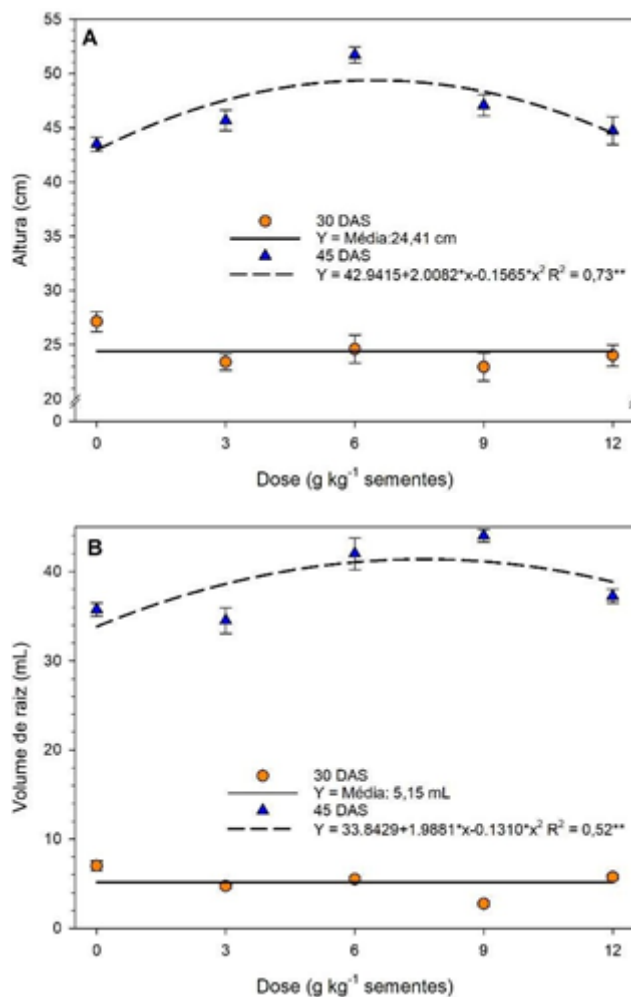 A
55
50
45
40
35
30
25
20
0
Altura (cm)
30 DAS
Y = Média:24,41 cm
45 DAS
Y = 42.9415+2.0082*x-0.1565*x² R² = 0,73**
0 3 6 9 12
Dose (g kg⁻¹ sementes)
B
40
30
20
10
0
Volume de raiz (mL)
30 DAS
Y = Média: 5,15 mL
45 DAS
Y = 33.8429+1.9881*x-0.1310*x² R² = 0,52**
0 3 6 9 12
Dose (g kg⁻¹ sementes)